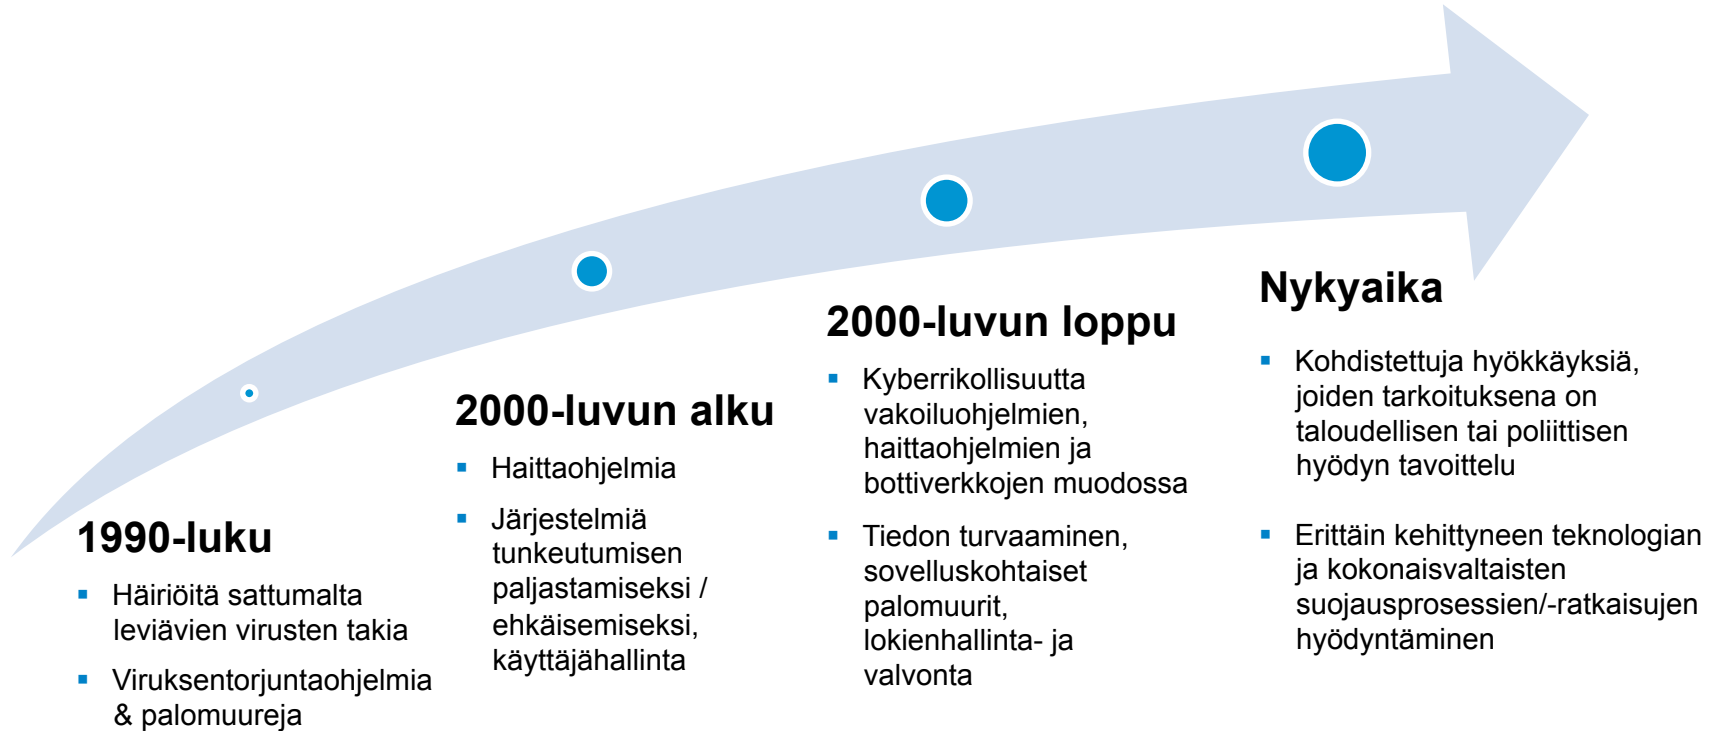 1990-luku
▪ Häiriöitä sattumalta
leviävien virusten takia
▪ Viruksentorjuntaohjelmia
& palomuureja
2000-luvun alku
▪ Haittaohjelmia
▪ Järjestelmiä
tunkeutumisen
paljastamiseksi /
ehkäisemiseksi,
käyttäjähallinta
2000-luvun loppu
▪ Kyberrikollisuutta
vakoiluohjelmien,
haittaohjelmien ja
bottiverkkojen muodossa
▪ Tiedon turvaaminen,
sovelluskohtaiset
palomuurit,
lokienhallinta- ja
valvonta
Nykyaika
▪ Kohdistettuja hyökkäyksiä,
joiden tarkoituksena on
taloudellisen tai poliittisen
hyödyn tavoittelu
▪ Erittäin kehittyneen teknologian
ja kokonaisvaltaisten
suojausprosessien/-ratkaisujen
hyödyntäminen